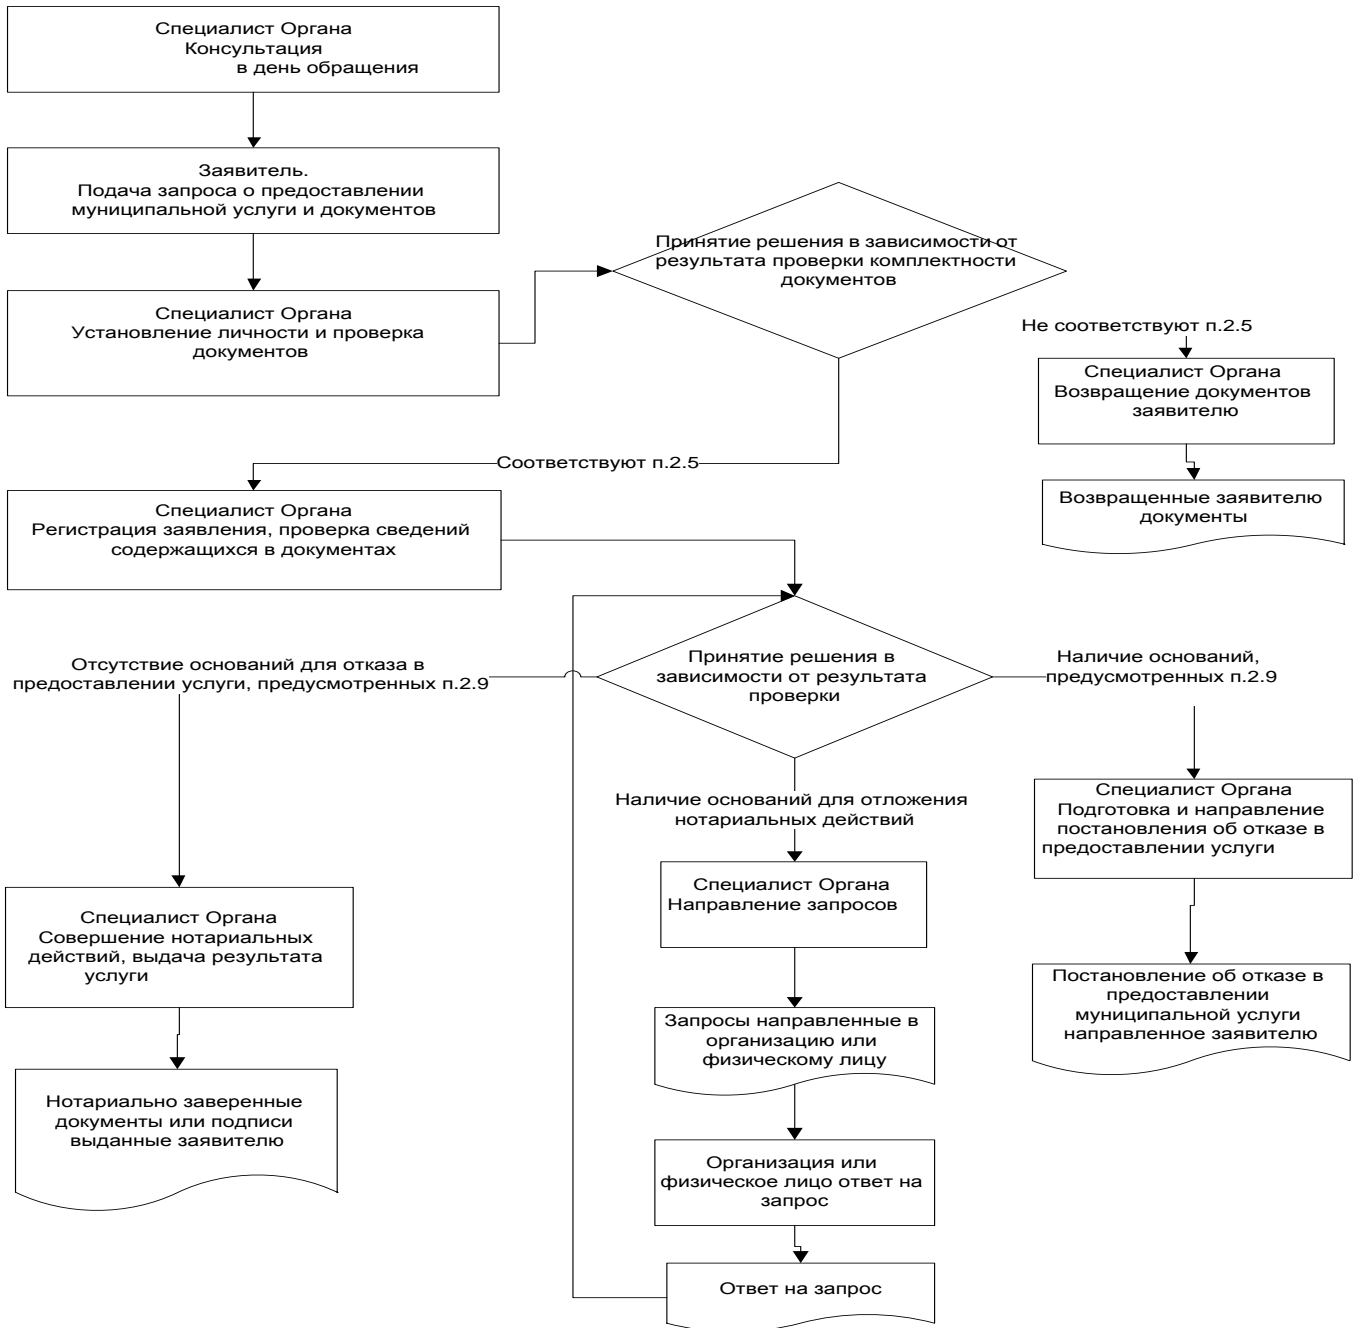 Специалист Органа
Консультация
в день обращения
Заявитель.
Подача запроса о предоставлении
муниципальной услуги и документов
Специалист Органа
Установление личности и проверка
документов
Принятие решения в зависимости от
результата проверки комплектности
документов
Не соответствуют п.2.5
Специалист Органа
Возвращение документов
заявителю
Возвращенные заявителю
документы
Соответствуют п.2.5
Специалист Органа
Регистрация заявления, проверка сведений
содержащихся в документах
Принятие решения в
зависимости от результата
проверки
Отсутствие оснований для отказа в
предоставлении услуги, предусмотренных п.2.9
Специалист Органа
Совершение нотариальных
действий, выдача результата
услуги
Нотариально заверенные
документы или подписи
выданные заявителю
Наличие оснований для отложения
нотариальных действий
Специалист Органа
Направление запросов
Запросы направленные в
организацию или
физическому лицу
Организация или
физическое лицо ответ на
запрос
Ответ на запрос
Наличие оснований,
предусмотренных п.2.9
Специалист Органа
Подготовка и направление
постановления об отказе в
предоставлении услуги
Постановление об отказе в
предоставлении
муниципальной услуги
направленное заявителю